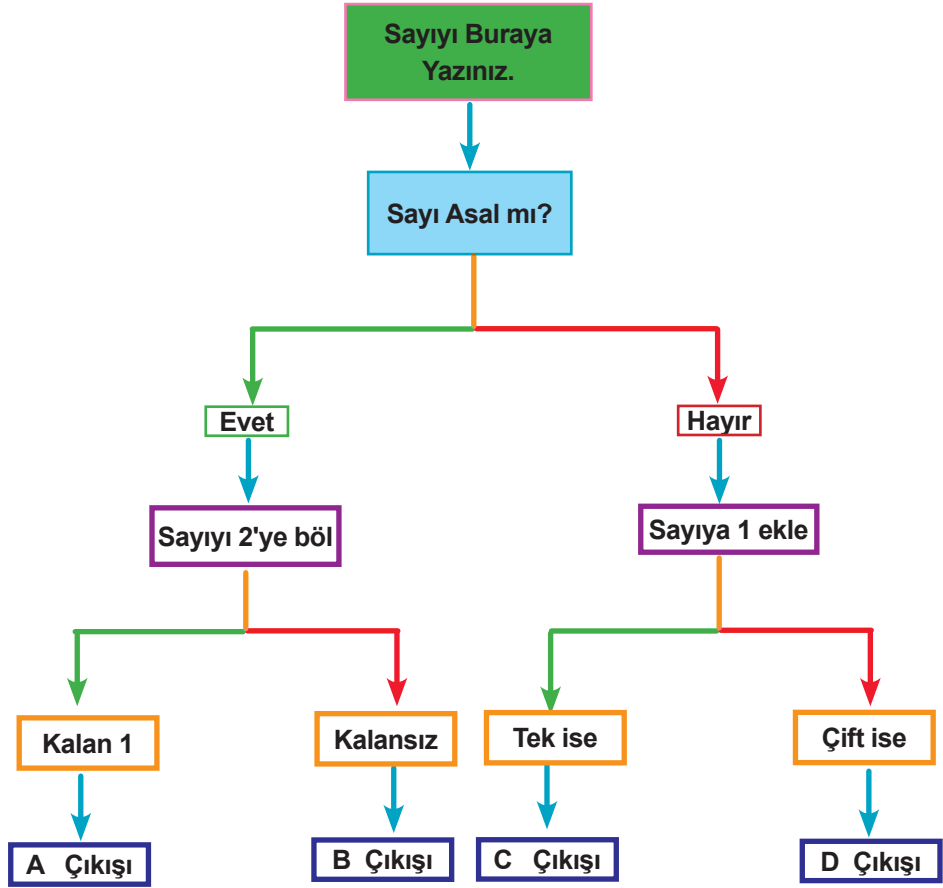 Sayıyı Buraya
Yazınız.
Sayı Asal mı?
Evet
Hayır
Sayıyı 2'ye böl
Sayıya 1 ekle
Kalan 1
Kalansız
Tek ise
Çift ise
A Çıkışı
B Çıkışı
C Çıkışı
D Çıkışı